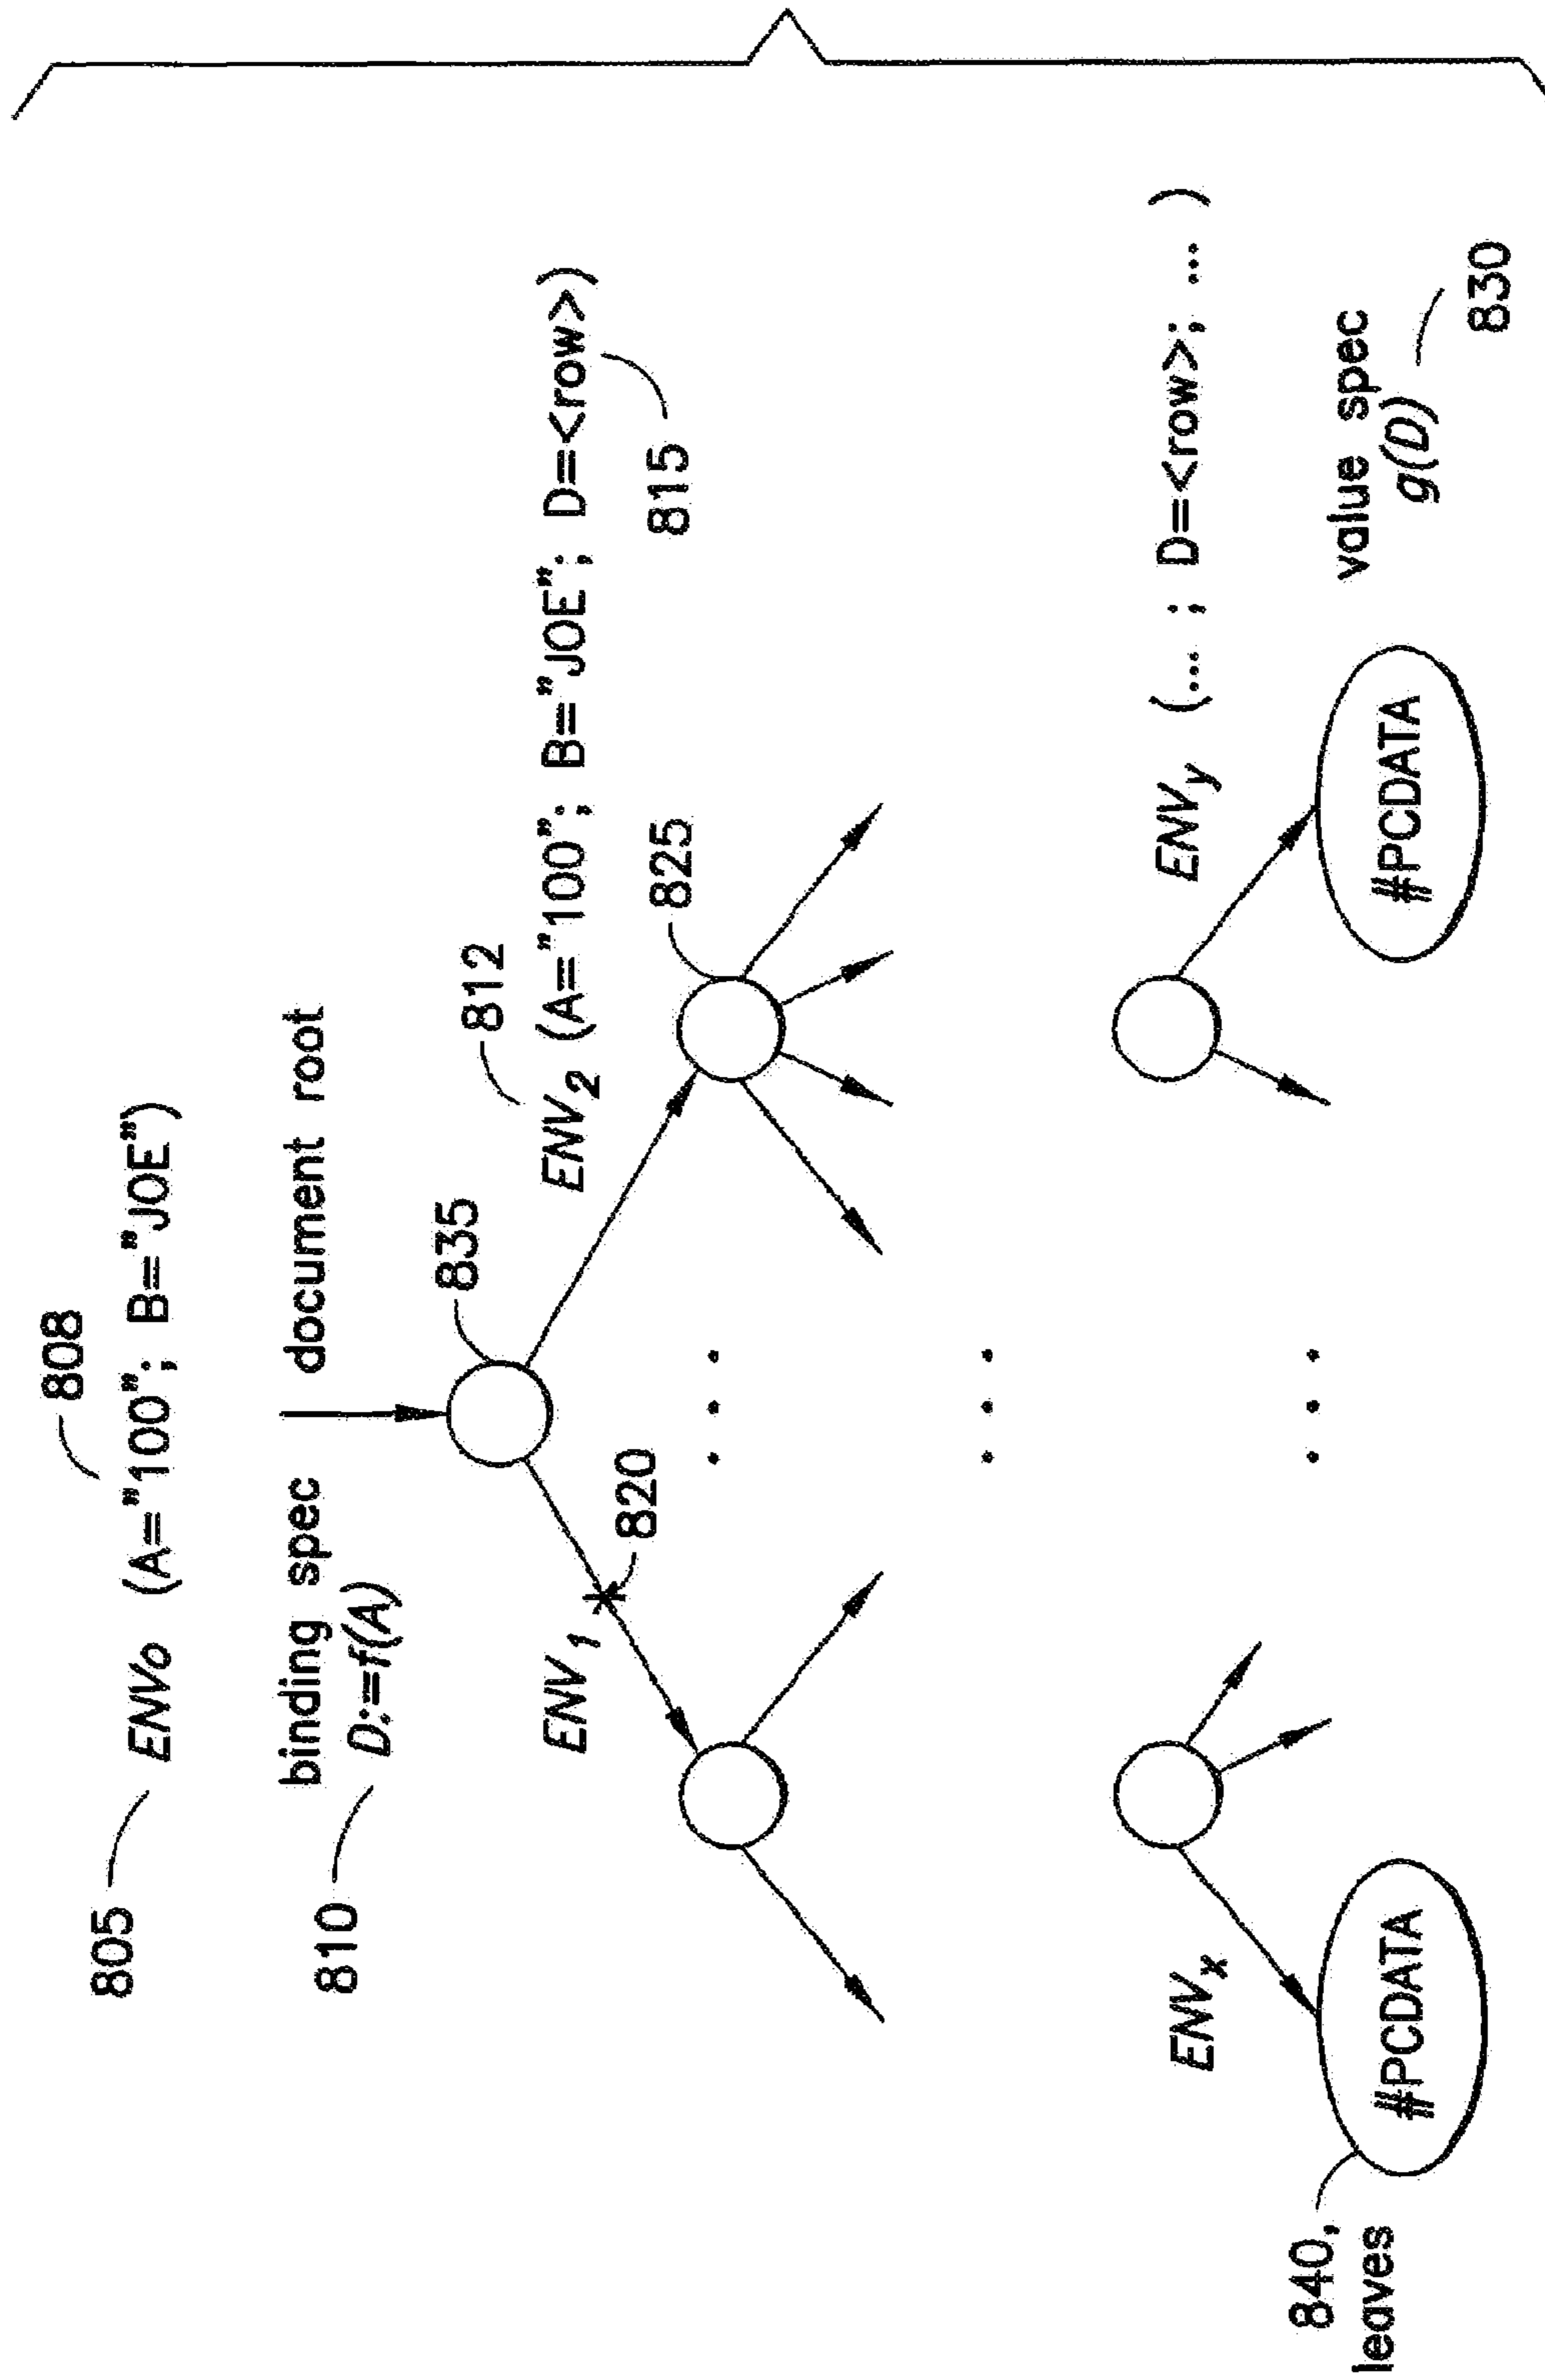 808
805 ENV₀ (A="100"; B="JOE")
binding spec document root
810 D:=f(A)
835
812
ENV₁ ENV₂ (A="100"; B="JOE"; D=<row>)
820 815
825
. . .
. . .
ENVₓ ENVy (... ; D=<row>; ... )
. . .
840, #PCDATA #PCDATA value spec
leaves g(D)
830